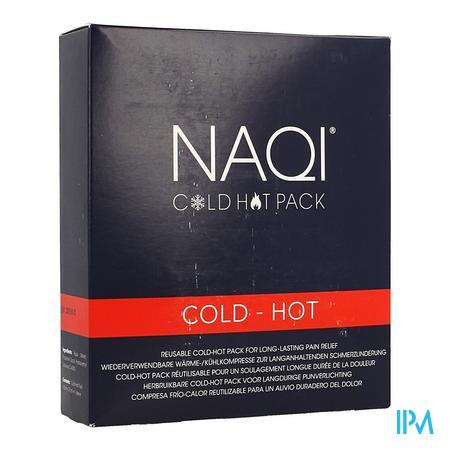 NAQI®
COLD HOT PACK
COLD - HOT
REUSABLE COLD-HOT PACK FOR LONG-LASTING PAIN RELIEF
WIEDERVERWENDBARE WÄRME-/KÜHLKOMPRESSE ZUR LANGANHALTENDEN SCHMERZLINDERUNG
COLD-HOT PACK RÉUTILISABLE POUR UN SOULAGEMENT LONGUE DURÉE DE LA DOULEUR
HERBRUIKBARE COLD-HOT PACK VOOR LANGDURIGE PIJNVERLICHTING
COMPRESA FRÍO-CALOR REUTILIZABLE PARA UN ALIVIO DURADERO DEL DOLOR
IPM